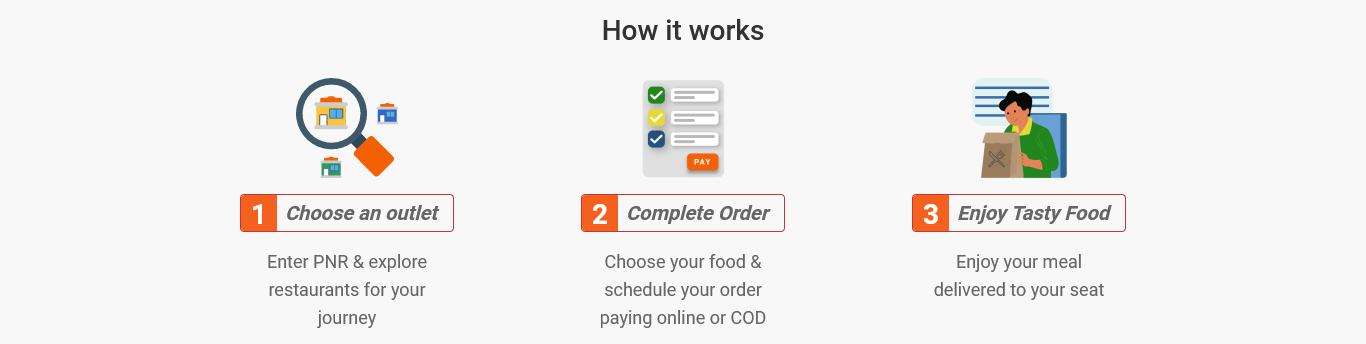 How it works
PAY
1 Choose an outlet
2 Complete Order
3 Enjoy Tasty Food
Enter PNR & explore
restaurants for your
journey
Choose your food &
schedule your order
paying online or COD
Enjoy your meal
delivered to your seat